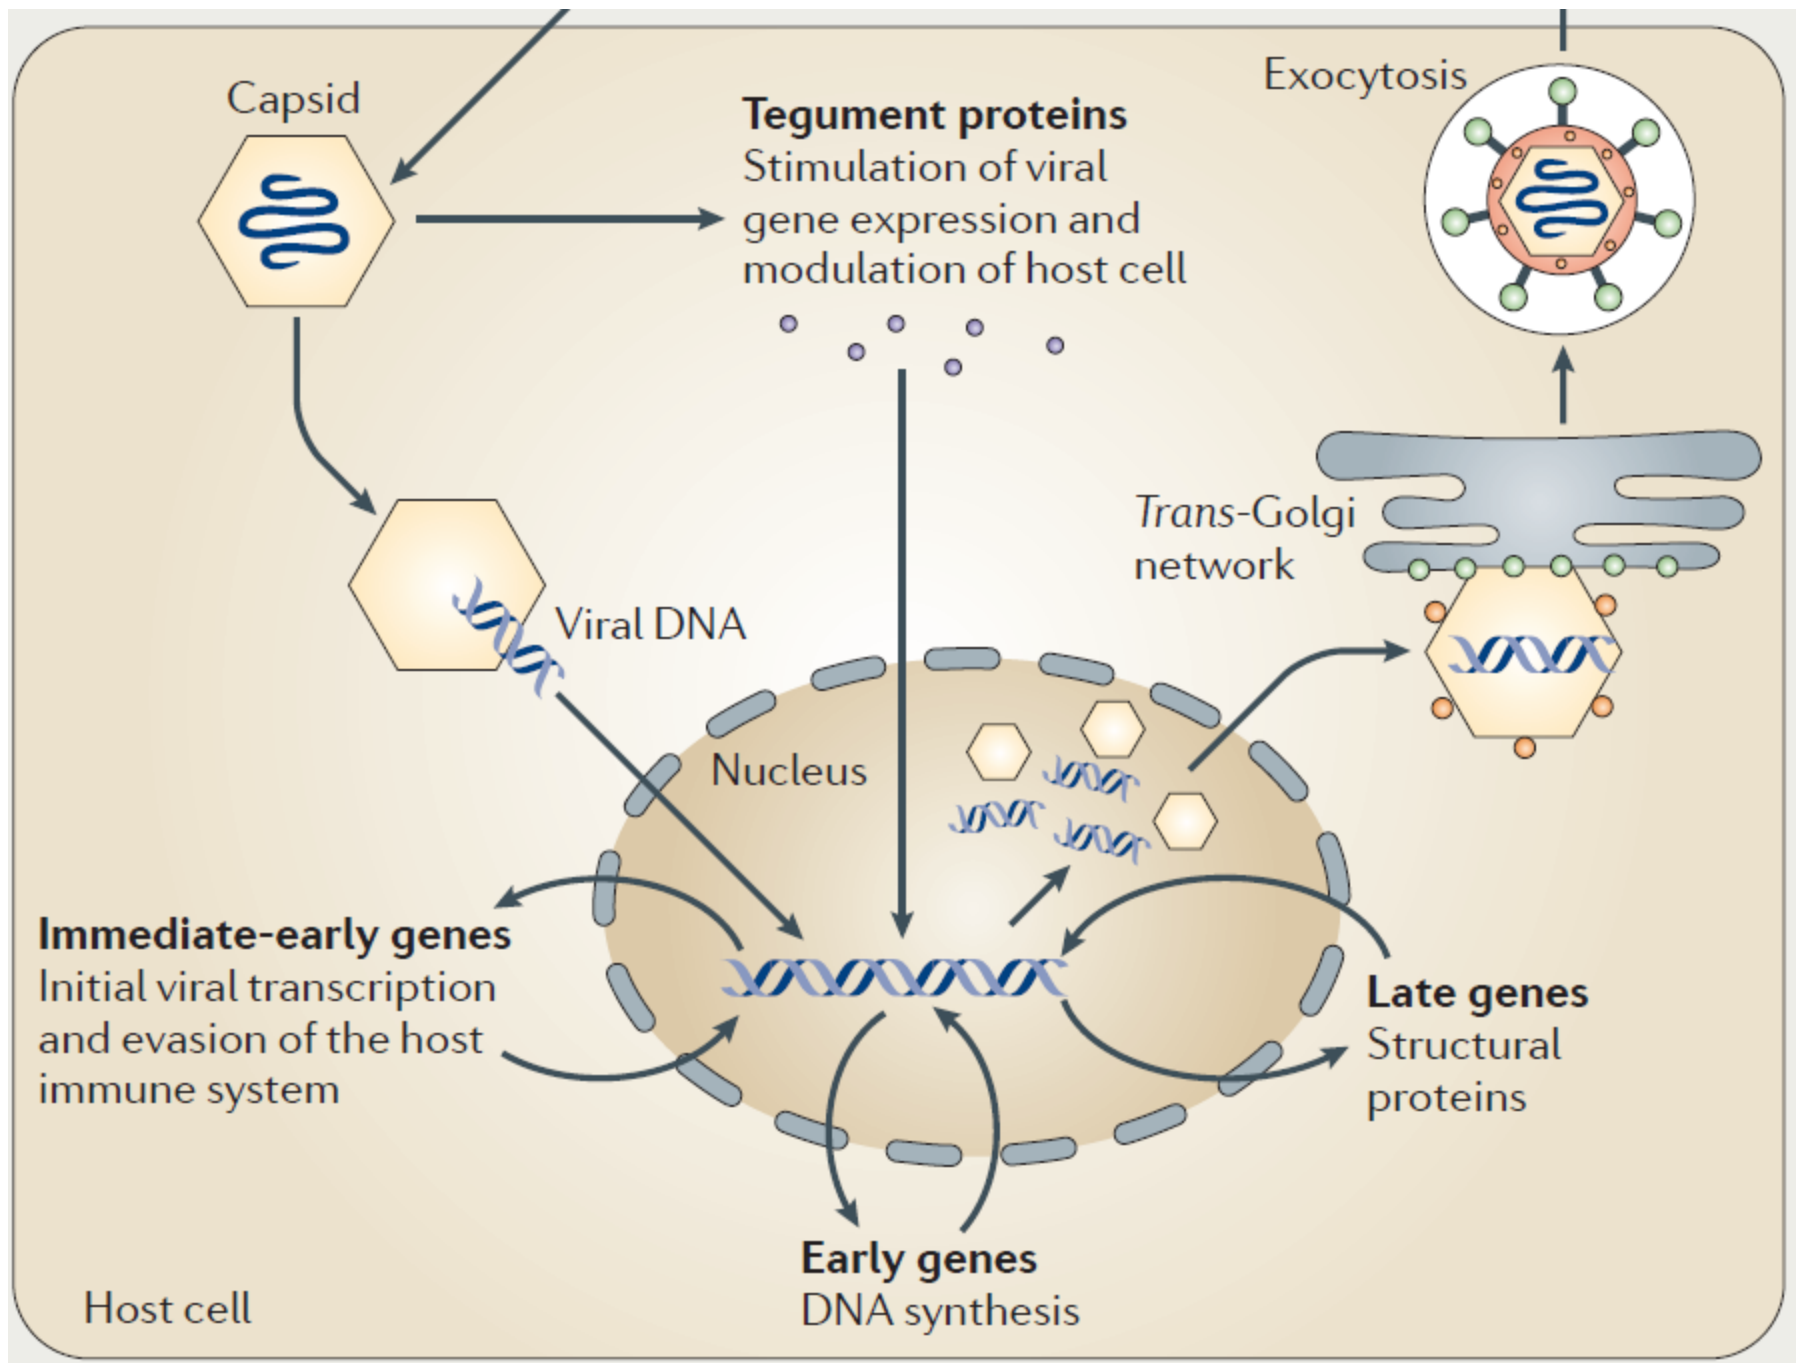 Capsid
Tegument proteins
Stimulation of viral
gene expression and
modulation of host cell
Exocytosis
Trans-Golgi
network
Viral DNA
Nucleus
Immediate-early genes
Initial viral transcription
and evasion of the host
immune system
Late genes
Structural
proteins
Early genes
DNA synthesis
Host cell